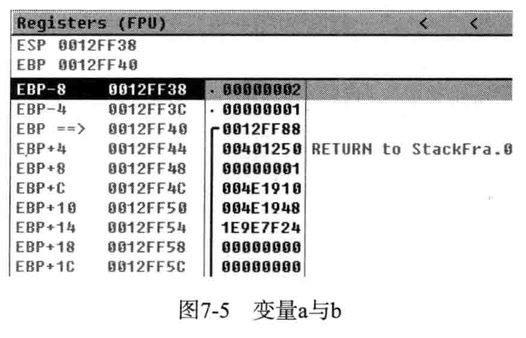 Registers (FPU) < <
ESP 0012FF38
EBP 0012FF40
EBP-8 0012FF38 · 00000002
EBP-4 0012FF3C · 00000001
EBP ==> 0012FF40 0012FF88
EBP+4 0012FF44 00401250 RETURN to StackFra.0
EBP+8 0012FF48 00000001
EBP+C 0012FF4C 004E1910
EBP+10 0012FF50 004E1948
EBP+14 0012FF54 1E9E7F24
EBP+18 0012FF58 00000000
EBP+1C 0012FF5C 00000000
图7-5 变量a与b